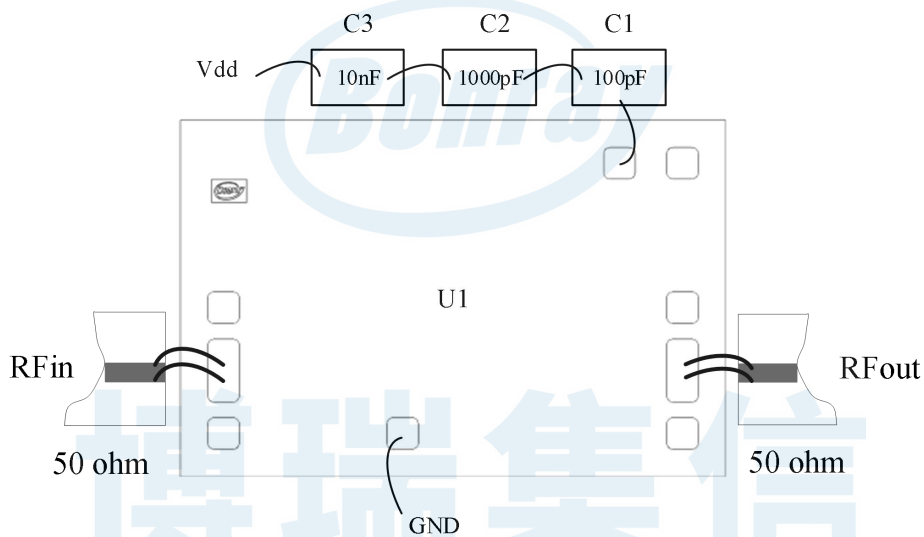 C3 C2 C1
Vdd 10nF 1000pF 100pF
Bonray
U1
RFin RFout
50 ohm 50 ohm
GND
博瑞集信